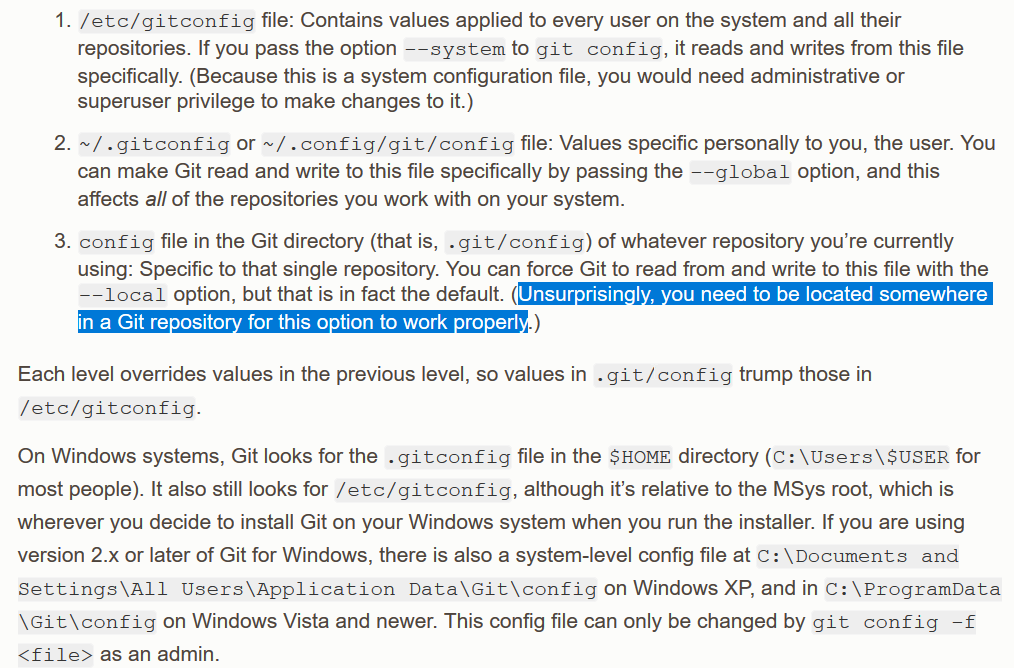 1. /etc/gitconfig file: Contains values applied to every user on the system and all their
repositories. If you pass the option --system to git config, it reads and writes from this file
specifically. (Because this is a system configuration file, you would need administrative or
superuser privilege to make changes to it.)
2. ~/.gitconfig or ~/.config/git/config file: Values specific personally to you, the user. You
can make Git read and write to this file specifically by passing the --global option, and this
affects all of the repositories you work with on your system.
3. config file in the Git directory (that is, .git/config) of whatever repository you’re currently
using: Specific to that single repository. You can force Git to read from and write to this file with the
--local option, but that is in fact the default. (Unsurprisingly, you need to be located somewhere
in a Git repository for this option to work properly.)
Each level overrides values in the previous level, so values in .git/config trump those in
/etc/gitconfig.
On Windows systems, Git looks for the .gitconfig file in the $HOME directory (C:\Users\$USER for
most people). It also still looks for /etc/gitconfig, although it’s relative to the MSys root, which is
wherever you decide to install Git on your Windows system when you run the installer. If you are using
version 2.x or later of Git for Windows, there is also a system-level config file at C:\Documents and
Settings\All Users\Application Data\Git\config on Windows XP, and in C:\ProgramData
\Git\config on Windows Vista and newer. This config file can only be changed by git config -f
<file> as an admin.